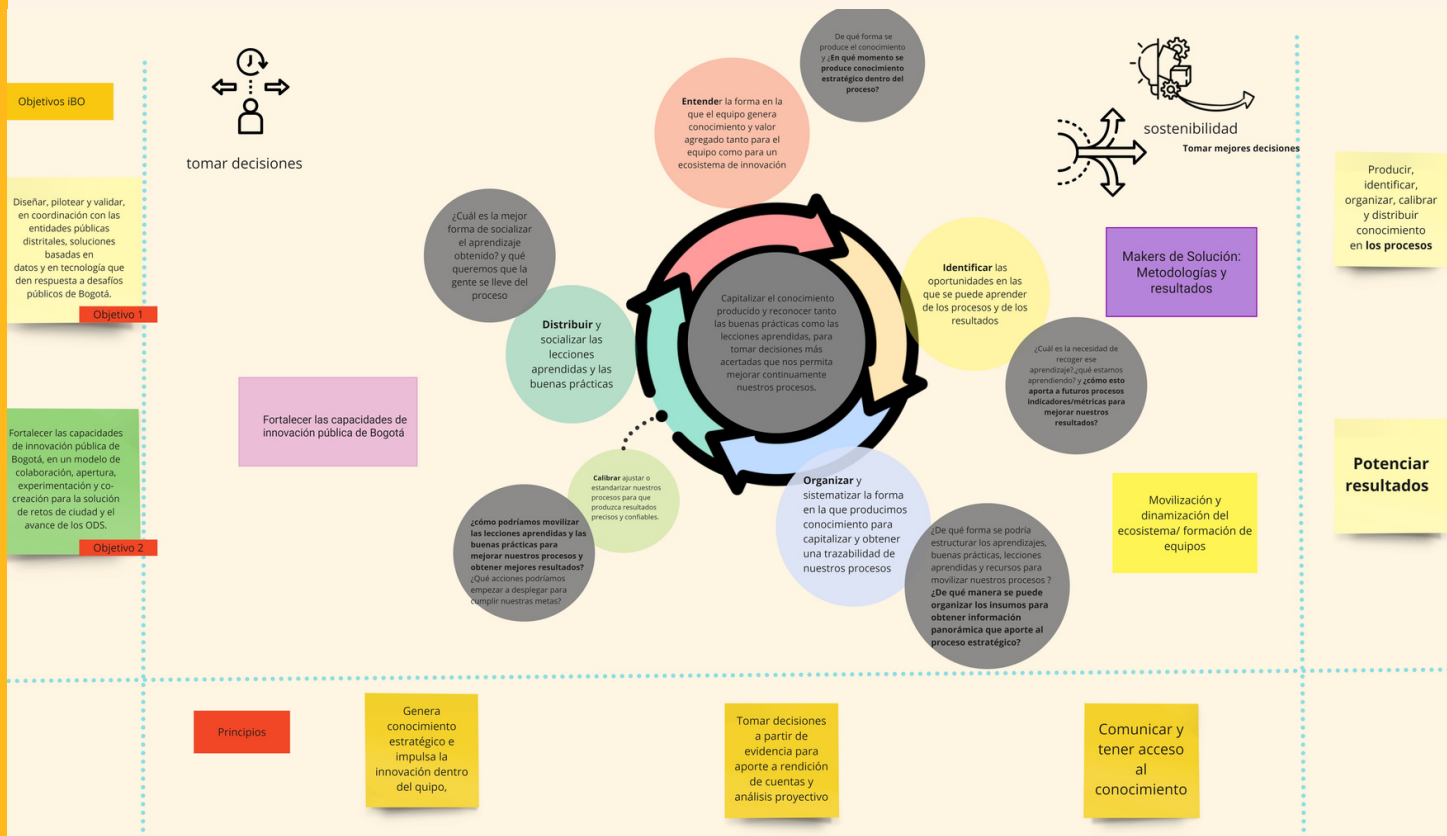 Objetivos iBO
Diseñar, pilotear y validar,
en coordinación con las
entidades públicas
distritales, soluciones
basadas en
datos y en tecnología que
den respuesta a desafíos
públicos de Bogotá.
Objetivo 1
Fortalecer las capacidades
de innovación pública de
Bogotá, en un modelo de
colaboración, apertura,
experimentación y co-
creación para la solución
de retos de ciudad y el
avance de los ODS.
Objetivo 2
tomar decisiones
Fortalecer las capacidades de
innovación pública de Bogotá
De qué forma se
produce el conocimiento
y ¿En qué momento se
produce conocimiento
estratégico dentro del
proceso?
Entender la forma en la
que el equipo genera
conocimiento y valor
agregado tanto para el
equipo como para un
ecosistema de innovación
¿Cuál es la mejor
forma de socializar
el aprendizaje
obtenido? y qué
queremos que la
gente se lleve del
proceso
Distribuir y
socializar las
lecciones
aprendidas y las
buenas prácticas
Capitalizar el conocimiento
producido y reconocer tanto
las buenas prácticas como las
lecciones aprendidas, para
tomar decisiones más
acertadas que nos permita
mejorar continuamente
nuestros procesos.
Identificar las
oportunidades en las
que se puede aprender
de los procesos y de los
resultados
¿Cuál es la necesidad de
recoger ese
aprendizaje?,¿qué estamos
aprendiendo? y ¿cómo esto
aporta a futuros procesos
indicadores/métricas para
mejorar nuestros
resultados?
Calibrar ajustar o
estandarizar nuestros
procesos para que
produzca resultados
precisos y confiables.
¿cómo podríamos movilizar
las lecciones aprendidas y las
buenas prácticas para
mejorar nuestros procesos y
obtener mejores resultados?
¿Qué acciones podríamos
empezar a desplegar para
cumplir nuestras metas?
Organizar y
sistematizar la forma
en la que producimos
conocimiento para
capitalizar y obtener
una trazabilidad de
nuestros procesos
¿De qué forma se podría
estructurar los aprendizajes,
buenas prácticas, lecciones
aprendidas y recursos para
movilizar nuestros procesos ?
¿De qué manera se puede
organizar los insumos para
obtener información
panorámica que aporte al
proceso estratégico?
sostenibilidad
Tomar mejores decisiones
Makers de Solución:
Metodologías y
resultados
Movilización y
dinamización del
ecosistema/ formación de
equipos
Producir,
identificar,
organizar, calibrar
y distribuir
conocimiento
en los procesos
Potenciar
resultados
Principios
Genera
conocimiento
estratégico e
impulsa la
innovación dentro
del quipo,
Tomar decisiones
a partir de
evidencia para
aporte a rendición
de cuentas y
análisis proyectivo
Comunicar y
tener acceso
al
conocimiento